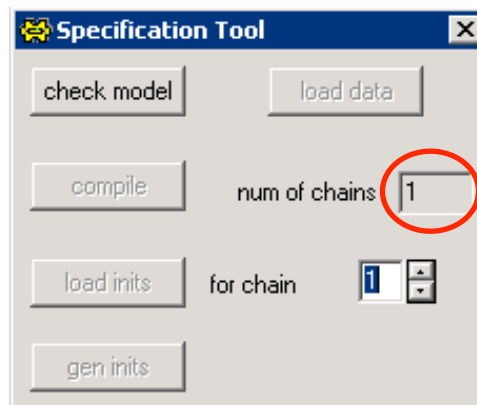 Specification Tool
check model load data
compile num of chains 1
load inits for chain 1
gen inits